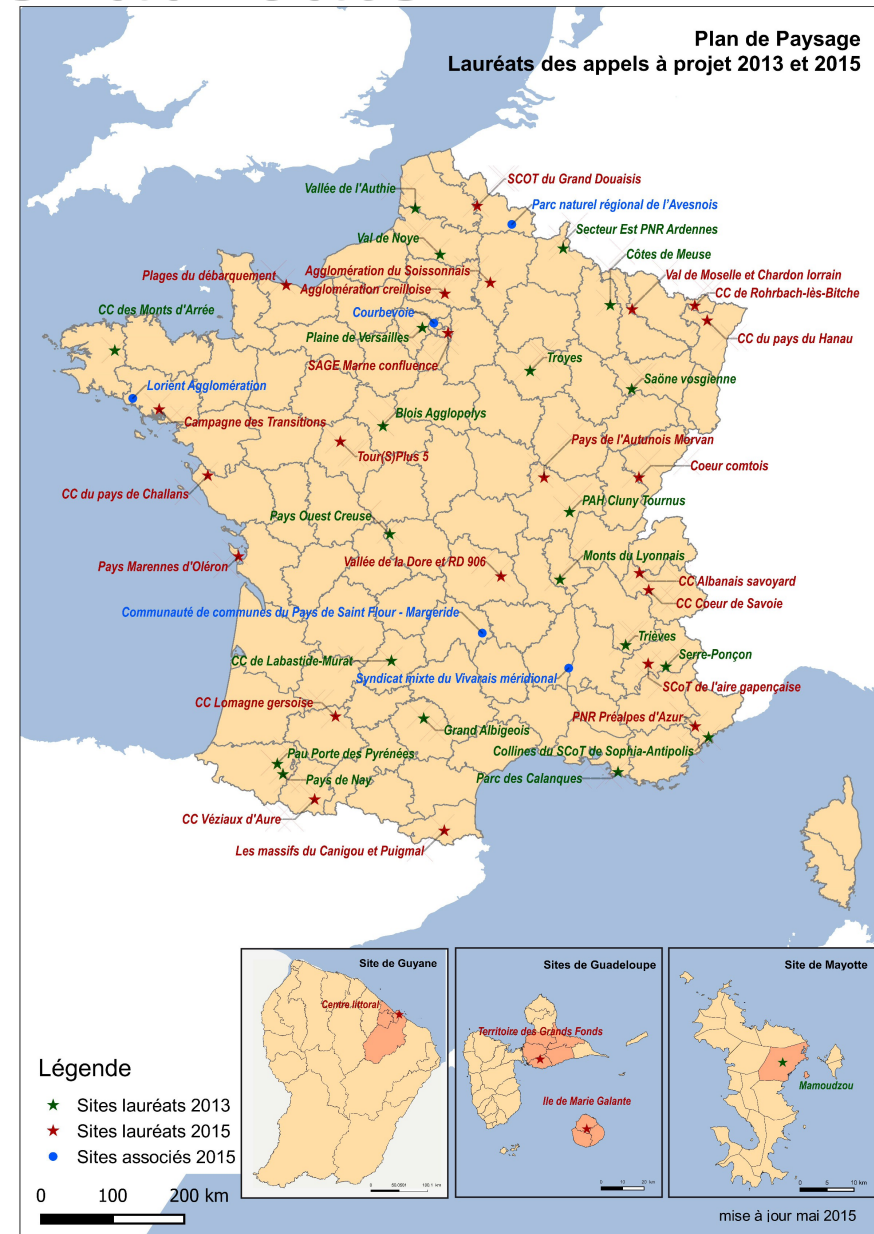 Plan de Paysage
Lauréats des appels à projet 2013 et 2015
SCOT du Grand Douaisis
Vallée de l'Authie
Parc naturel régional de l'Avesnois
Secteur Est PNR Ardennes
Val de Noye
Côtes de Meuse
Agglomération du Soissonnais
Val de Moselle et Chardon lorrain
Plages du débarquement
Agglomération creilloise
CC de Rohrbach-lès-Bitche
CC des Monts d'Arrée
Courbevoie
Plaine de Versailles
CC du pays du Hanau
SAGE Marne confluence
Troyes
Saône vosgienne
Lorient Agglomération
Blois Agglopolys
Campagne des Transitions
Pays de l'Autunois Morvan
Tour(S)Plus 5
Coeur comtois
CC du pays de Challans
PAH Cluny Tournus
Pays Ouest Creuse
Monts du Lyonnais
Vallée de la Dore et RD 906
Pays Marennes d'Oléron
CC Albanais savoyard
CC Coeur de Savoie
Communauté de communes du Pays de Saint Flour - Margeride
Trièves
Serre-Ponçon
CC de Labastide-Murat
Syndicat mixte du Vivarais méridional
SCoT de l'aire gapençaise
CC Lomagne gersoise
PNR Préalpes d'Azur
Grand Albigeois
Collines du SCoT de Sophia-Antipolis
Pau Porte des Pyrénées
Pays de Nay
Parc des Calanques
CC Véziaux d'Aure
Les massifs du Canigou et Puigmal
Site de Guyane
Centre littoral
Sites de Guadeloupe
Territoire des Grands Fonds
Ile de Marie Galante
0 10 20 km
Site de Mayotte
Mamoudzou
0 5 10 km
Légende
Sites lauréats 2013
Sites lauréats 2015
Sites associés 2015
0 100 200 km
mise à jour mai 2015